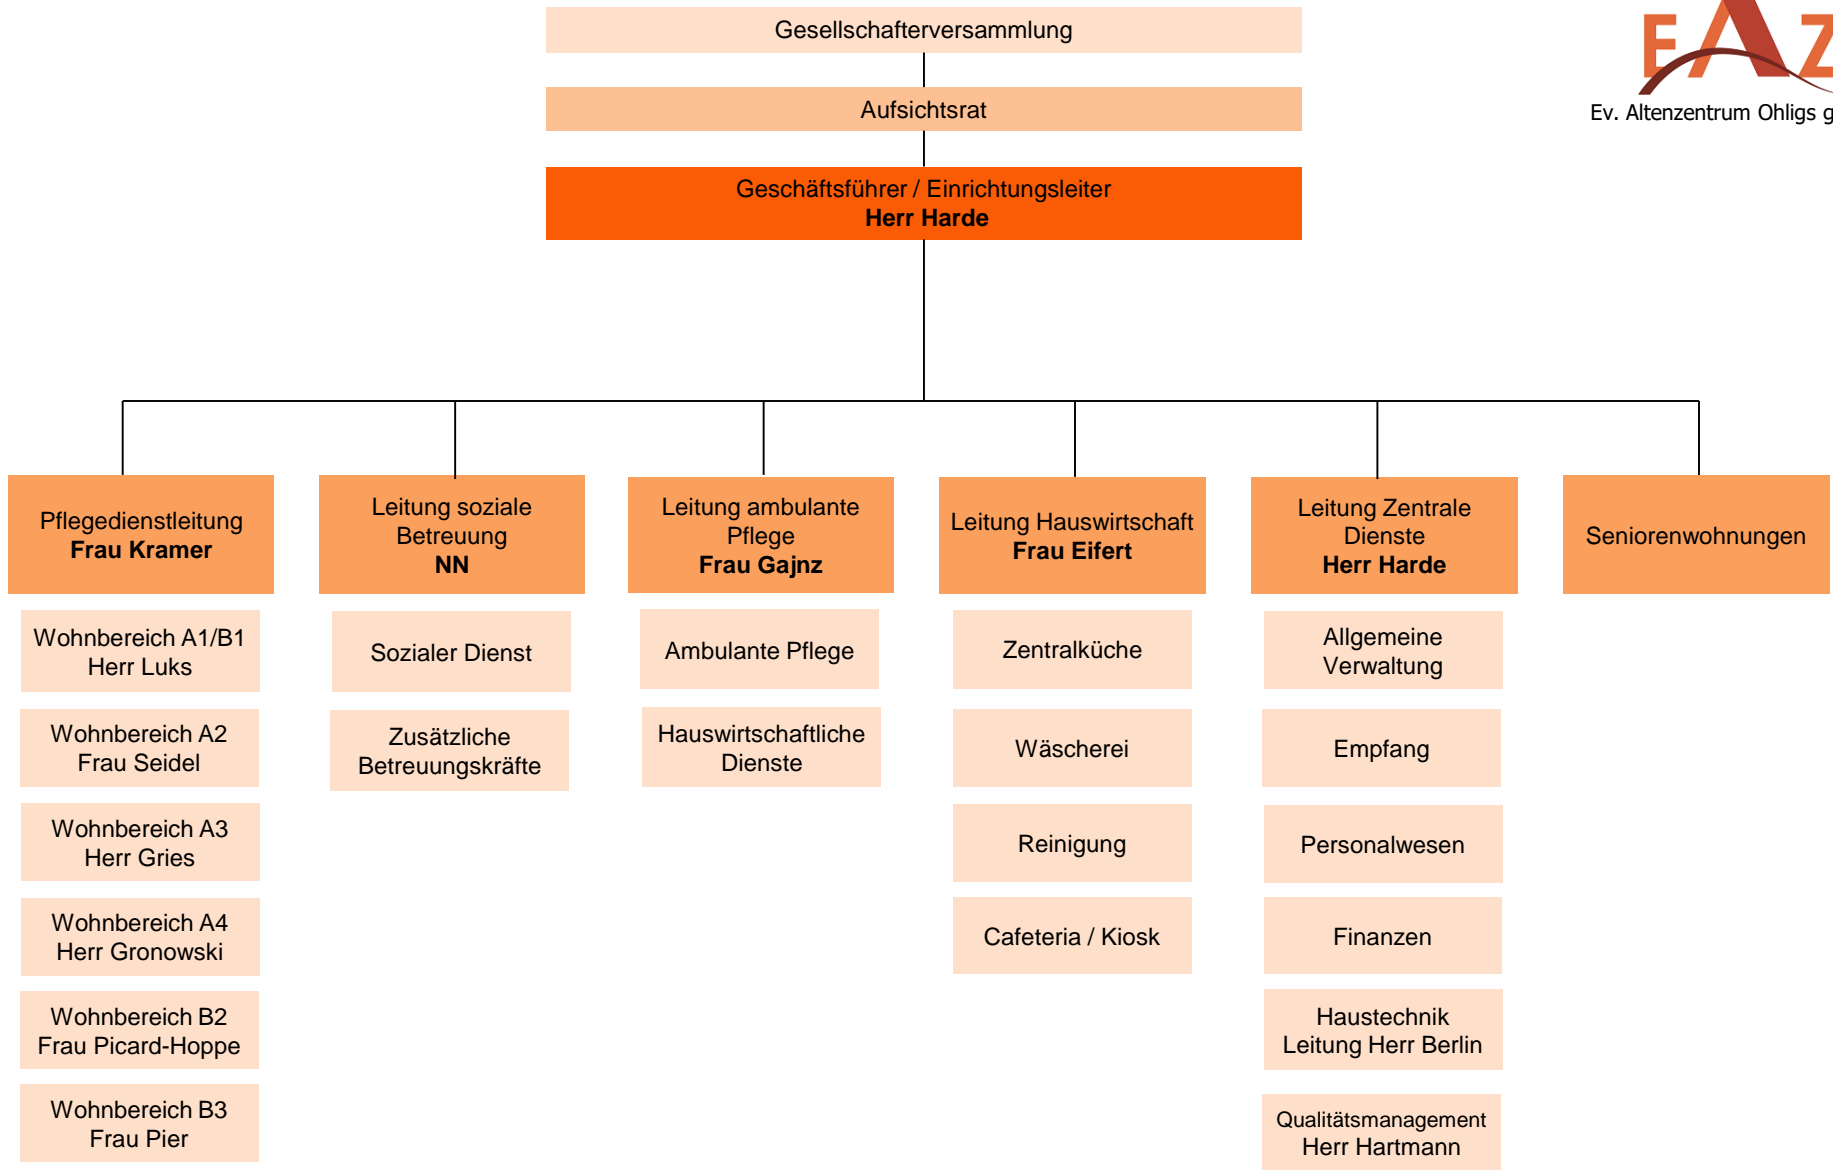 Gesellschafterversammlung
EAZ
Ev. Altenzentrum Ohligs g
Aufsichtsrat
Geschäftsführer / Einrichtungsleiter
Herr Harde
Pflegedienstleitung
Frau Kramer
Leitung soziale
Betreuung
NN
Leitung ambulante
Pflege
Frau Gajnz
Leitung Hauswirtschaft
Frau Eifert
Leitung Zentrale
Dienste
Herr Harde
Seniorenwohnungen
Wohnbereich A1/B1
Herr Luks
Wohnbereich A2
Frau Seidel
Wohnbereich A3
Herr Gries
Wohnbereich A4
Herr Gronowski
Wohnbereich B2
Frau Picard-Hoppe
Wohnbereich B3
Frau Pier
Sozialer Dienst
Zusätzliche
Betreuungskräfte
Ambulante Pflege
Hauswirtschaftliche
Dienste
Zentralküche
Wäscherei
Reinigung
Cafeteria / Kiosk
Allgemeine
Verwaltung
Empfang
Personalwesen
Finanzen
Haustechnik
Leitung Herr Berlin
Qualitätsmanagement
Herr Hartmann